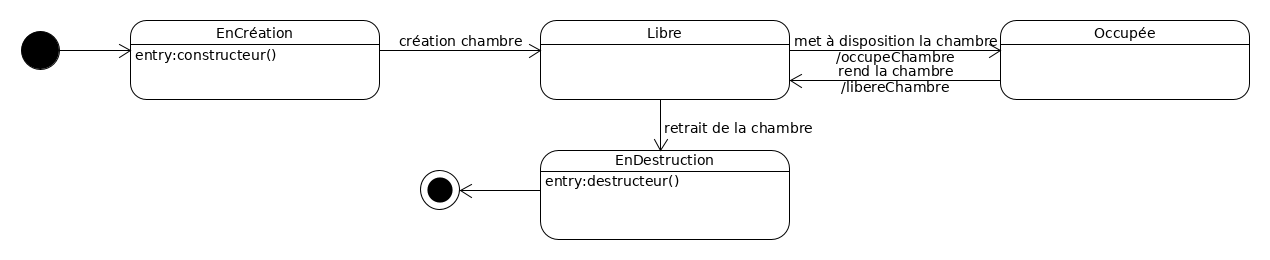 EnCréation
entry:constructeur()
création chambre
Libre
met à disposition la chambre
/occupeChambre
rend la chambre
/libereChambre
Occupée
retrait de la chambre
EnDestruction
entry:destructeur()